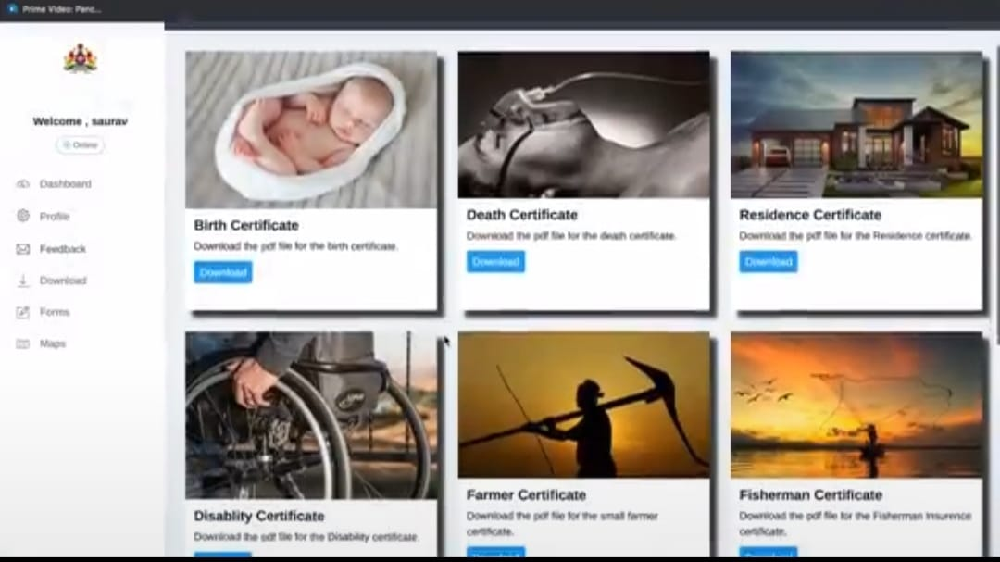 Prime Video: Panc...
Welcome , saurav
Online
Dashboard
Profile
Feedback
Download
Forms
Maps
Birth Certificate
Download the pdf file for the birth certificate.
Download
Death Certificate
Download the pdf file for the death certificate.
Download
Residence Certificate
Download the pdf file for the Residence certificate.
Download
Disablity Certificate
Download the pdf file for the Disability certificate.
Farmer Certificate
Download the pdf file for the small farmer
certificate.
Download
Fisherman Certificate
Download the pdf file for the Fisherman Insurence
certificate.
Download